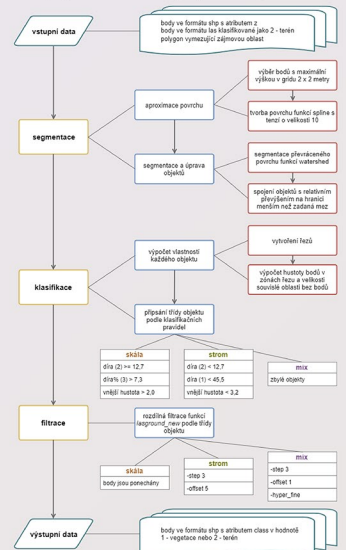 vstupní data
body ve formátu shp s atributem z
body ve formátu las klasifikované jako 2 - terén
polygon vymezující zájmovou oblast
segmentace
aproximace povrchu
výběr bodů s maximální
výškou v gridu 2 x 2 metry
tvorba povrchu funkcí spline s
tenzí o velikosti 10
segmentace a úprava
objektů
segmentace převráceného
povrchu funkcí watershed
spojení objektů s relativním
převýšením na hranici
menším než zadaná mez
klasifikace
výpočet vlastností
každého objektu
vytvoření řezů
výpočet hustoty bodů v
zónách řezu a velikosti
souvislé oblasti bez bodů
připsání třídy objektu
podle klasifikačních
pravidel
skála
díra (2) >= 12,7
díra% (3) > 7,3
vnější hustota > 2,0
strom
díra (2) < 12,7
díra (1) < 45,5
vnější hustota < 3,2
mix
zbylé objekty
filtrace
rozdílná filtrace funkcí
lasground_new podle třídy
objektu
skála
body jsou ponechány
strom
-step 3
-offset 5
mix
-step 3
-offset 1
-hyper_fine
výstupní data
body ve formátu shp s atributem class v hodnotě
1 - vegetace nebo 2 - terén